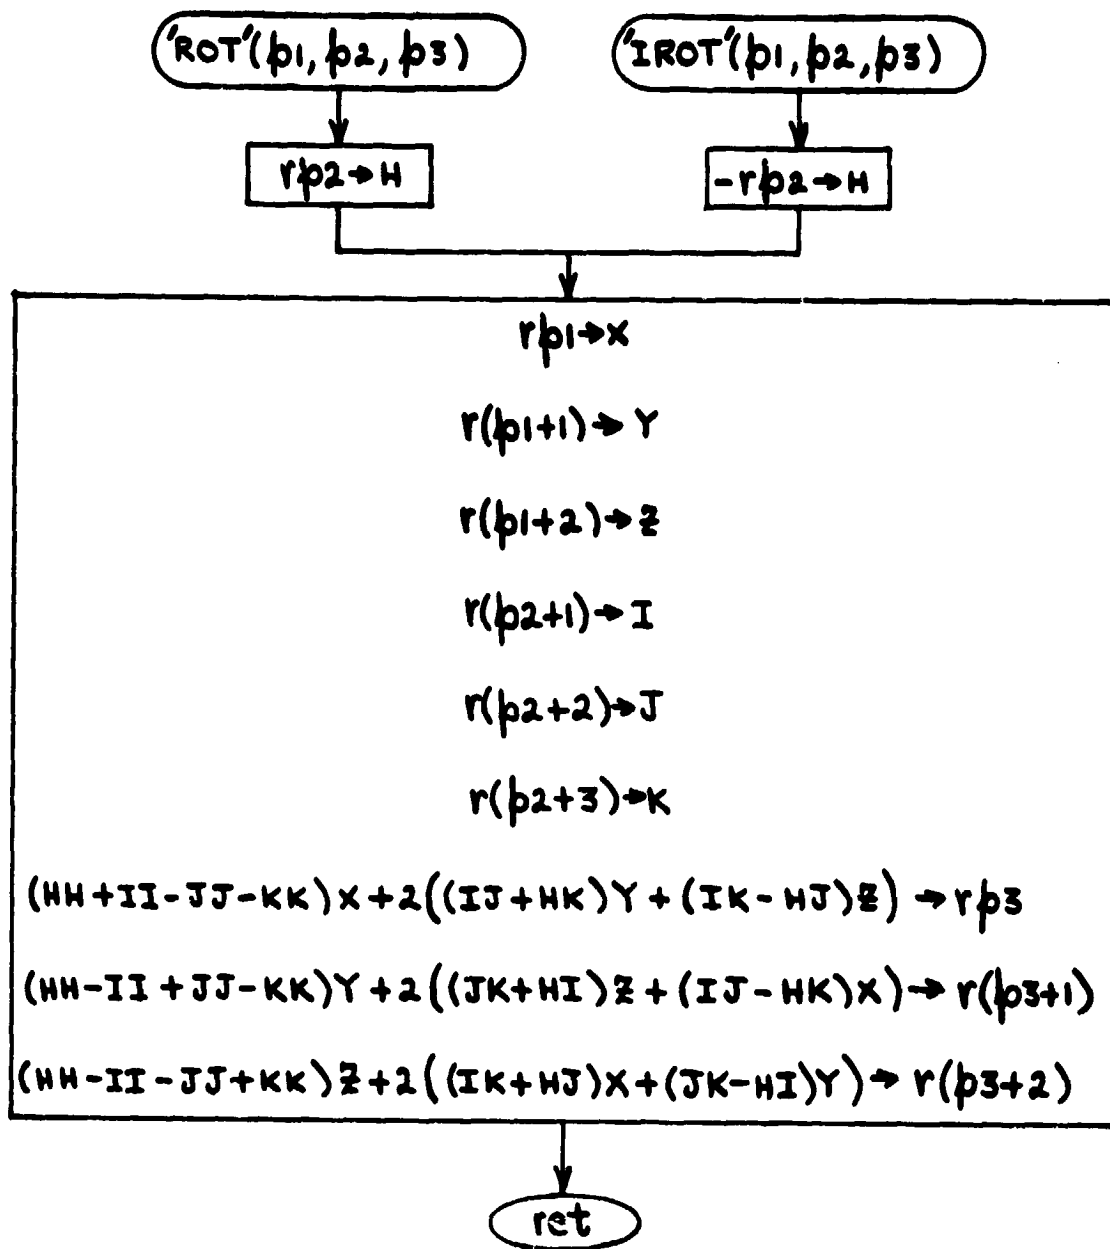 'ROT'(p1, p2, p3)
'IROT'(p1, p2, p3)
rp2→H
-rp2→H
rp1→X
r(p1+1)→Y
r(p1+2)→Z
r(p2+1)→I
r(p2+2)→J
r(p2+3)→K
(HH+II-JJ-KK)X+2((IJ+HK)Y+(IK-HJ)Z)→rp3
(HH-II+JJ-KK)Y+2((JK+HI)Z+(IJ-HK)X)→r(p3+1)
(HH-II-JJ+KK)Z+2((IK+HJ)X+(JK-HI)Y)→r(p3+2)
ret